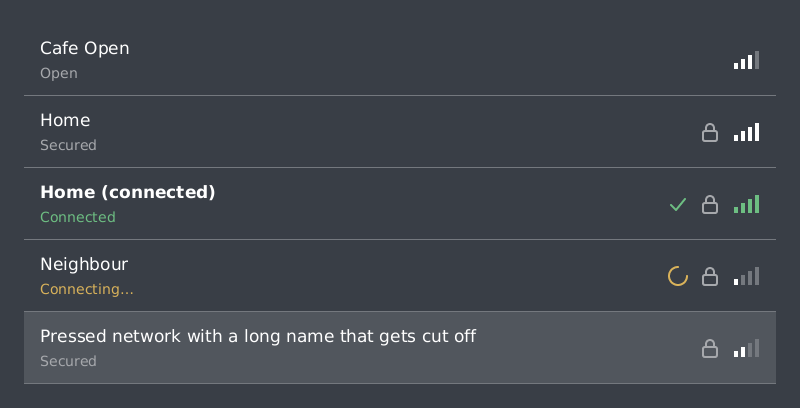 Cafe Open
Open
Home
Secured
Home (connected)
Connected
Neighbour
Connecting...
Pressed network with a long name that gets cut off
Secured